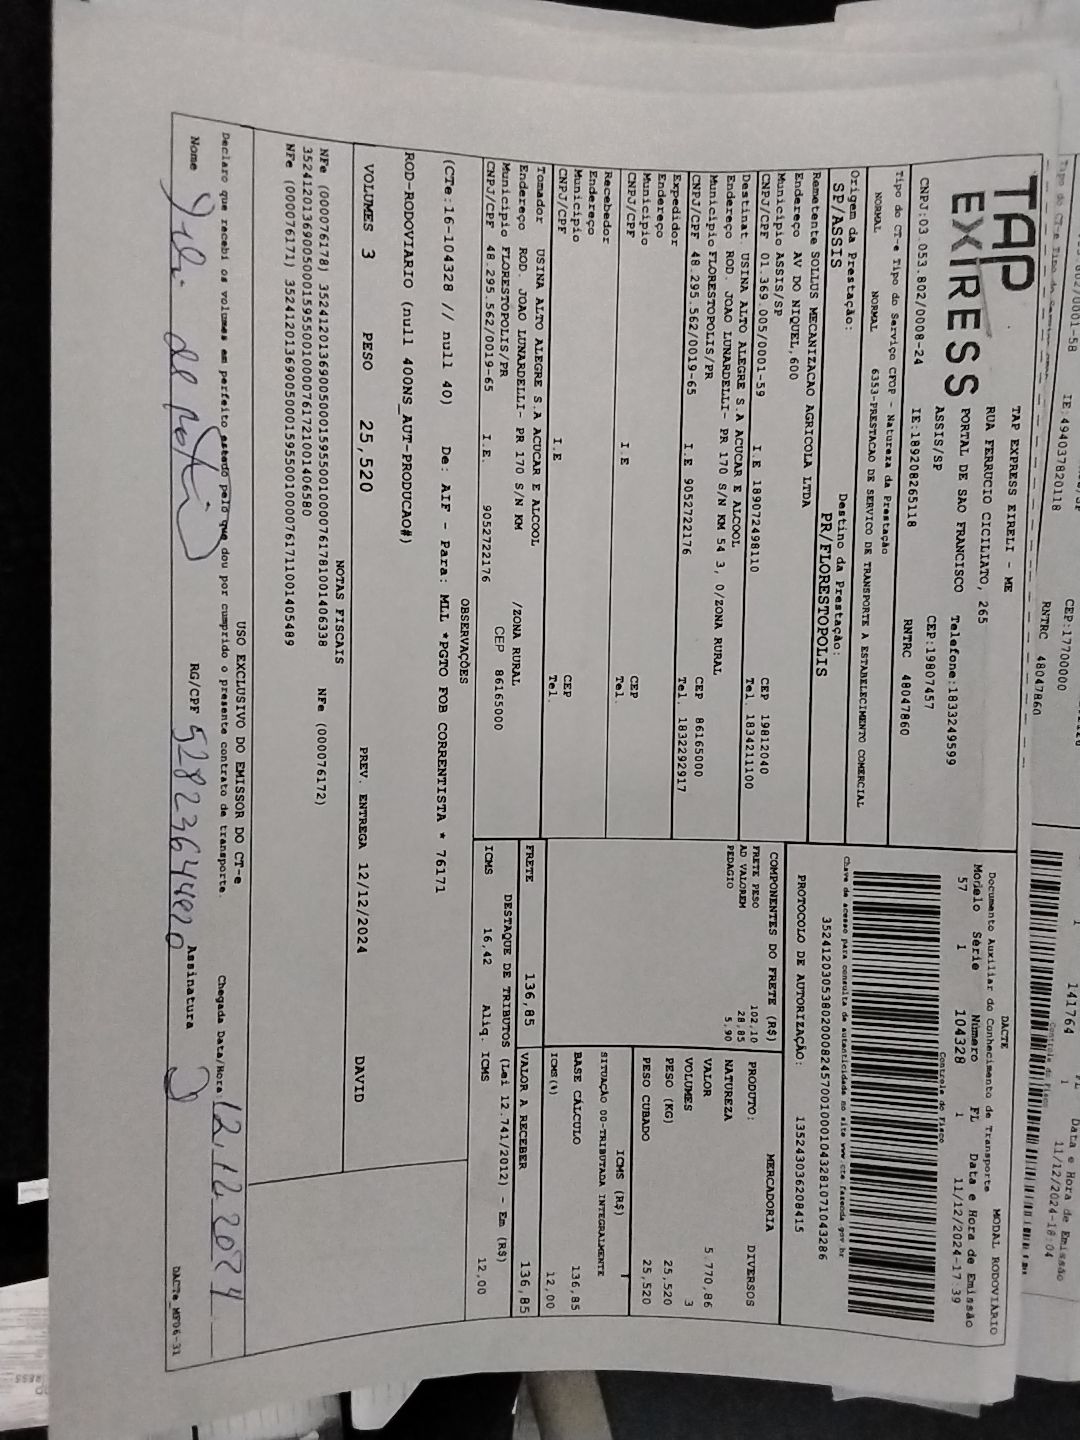 TAP
EXPRESS
TAP EXPRESS EIRELI - ME
RUA FERRUCIO CICILIATO, 265
PORTAL DE SAO FRANCISCO Telefone:1833249599
ASSIS/SP CEP:19807457
CNPJ:03.053.802/0008-24 IE:189208265118 RNTRC 48047860
Tipo do CT-e Tipo do Serviço CFOP - Natureza da Prestação
NORMAL NORMAL 6353-PRESTACAO DE SERVICO DE TRANSPORTE A ESTABELECIMENTO COMERCIAL
Origem da Prestação: Destino da Prestação:
SP/ASSIS PR/FLORESTOPOLIS
Remetente SOLLUS MECANIZACAO AGRICOLA LTDA
Endereço AV DO NIQUEL,600
Município ASSIS/SP CEP 19812040
CNPJ/CPF 01.369.005/0001-59 I.E 189072498110 Tel. 1834211100
Destinat. USINA ALTO ALEGRE S.A ACUCAR E ALCOOL
Endereço ROD. JOAO LUNARDELLI- PR 170 S/N KM 54 3, 0/ZONA RURAL
Município FLORESTOPOLIS/PR CEP 86165000
CNPJ/CPF 48.295.562/0019-65 I.E 9052722176 Tel. 1832292917
Expedidor
Endereço
Município CEP
CNPJ/CPF I.E Tel.
Recebedor
Endereço
Município CEP
CNPJ/CPF I.E Tel.
Tomador USINA ALTO ALEGRE S.A ACUCAR E ALCOOL
Endereço ROD. JOAO LUNARDELLI- PR 170 S/N KM /ZONA RURAL
Município FLORESTOPOLIS/PR CEP 86165000
CNPJ/CPF 48.295.562/0019-65 I.E. 9052722176
DACTE MODAL RODOVIÁRIO
Documento Auxiliar do Conhecimento de Transporte
Modelo Série Número FL Data e Hora de Emissão
57 1 104328 1 11/12/2024-17:39
Controle do Fisco
Chave de acesso para consulta de autenticidade no site www.cte.fazenda.gov.br
35241203053802000824570010001043281071043286
PROTOCOLO DE AUTORIZAÇÃO: 135243036208415
COMPONENTES DO FRETE (R$)
FRETE PESO 102,10
AD VALOREM 28,85
PEDAGIO 5,90
MERCADORIA
PRODUTO: DIVERSOS
NATUREZA
VALOR 5.770,86
VOLUMES 3
PESO (KG) 25,520
PESO CUBADO 25,520
ICMS (R$)
SITUAÇÃO 00-TRIBUTADA INTEGRALMENTE
BASE CÁLCULO 136,85
ICMS(%) 12,00
FRETE 136,85 VALOR A RECEBER 136,85
DESTAQUE DE TRIBUTOS (Lei 12.741/2012) - Em (R$)
ICMS 16,42 Aliq. ICMS 12,00
OBSERVAÇÕES
(CTe:16-104328 // null 40) De: AIF - Para: MLL *PGTO FOB CORRENTISTA * 76171
ROD-RODOVIARIO (null 40ONS_AUT-PRODUCAO#)
VOLUMES 3 PESO 25,520 PREV. ENTREGA 12/12/2024 DAVID
NOTAS FISCAIS
NFe (000076178) 35241201369005000159550010000761781001406338 NFe (000076172)
35241201369005000159550010000761721001406580
NFe (000076171) 35241201369005000159550010000761711001405489
USO EXCLUSIVO DO EMISSOR DO CT-e
Declaro que recebi os volumes em perfeito estado pelo que dou por cumprido o presente contrato de transporte. Chegada Data/Hora 12.12.2024
Nome RG/CPF 52823644820 Assinatura
DACTe_MP06-31
0001-58 IE:494037820118 CEP:17700000
RNTRC 48047860
141764 1 11/12/2024-18:04
FL Data e Hora de Emissão
Controle do Fisco